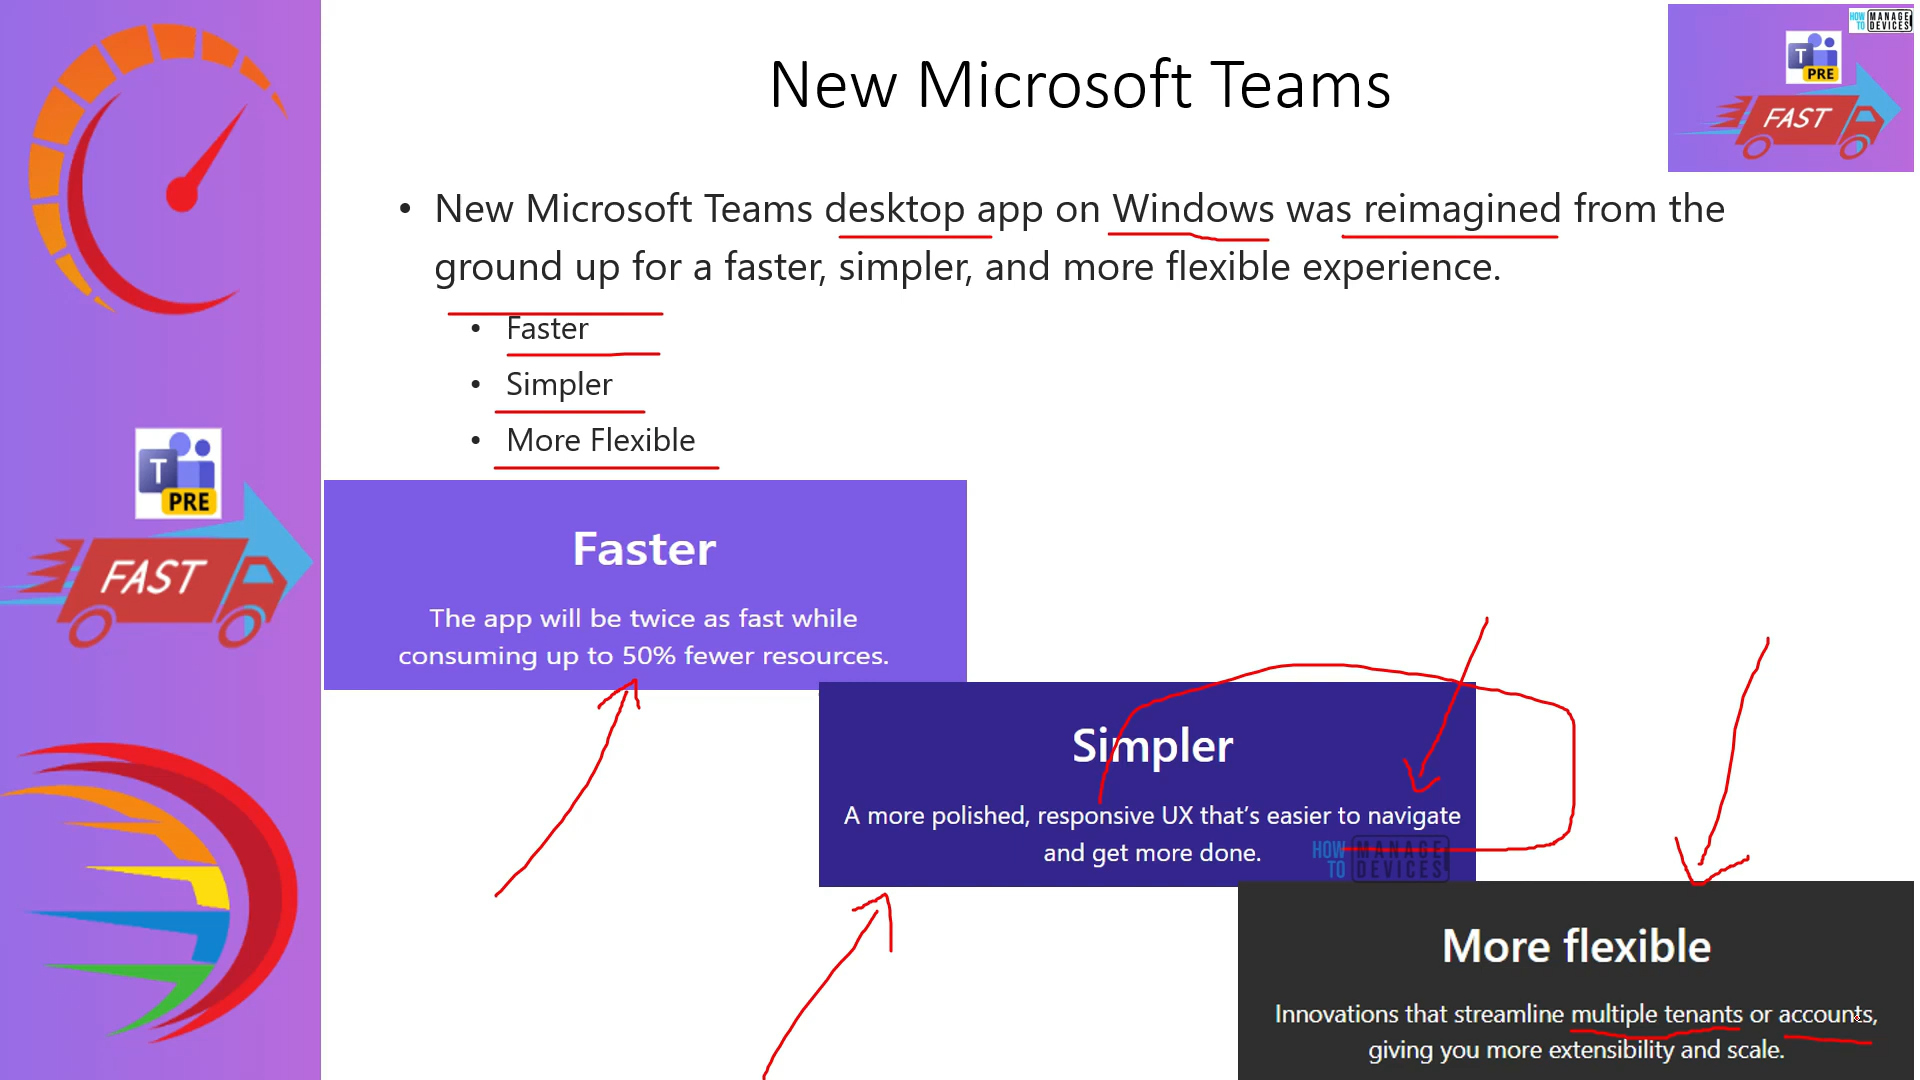 HOW TO MANAGE DEVICES
T PRE
FAST
New Microsoft Teams
• New Microsoft Teams desktop app on Windows was reimagined from the
ground up for a faster, simpler, and more flexible experience.
• Faster
• Simpler
• More Flexible
T PRE
FAST
Faster
The app will be twice as fast while
consuming up to 50% fewer resources.
Simpler
A more polished, responsive UX that's easier to navigate
and get more done.
HOW TO MANAGE DEVICES
More flexible
Innovations that streamline multiple tenants or accounts,
giving you more extensibility and scale.